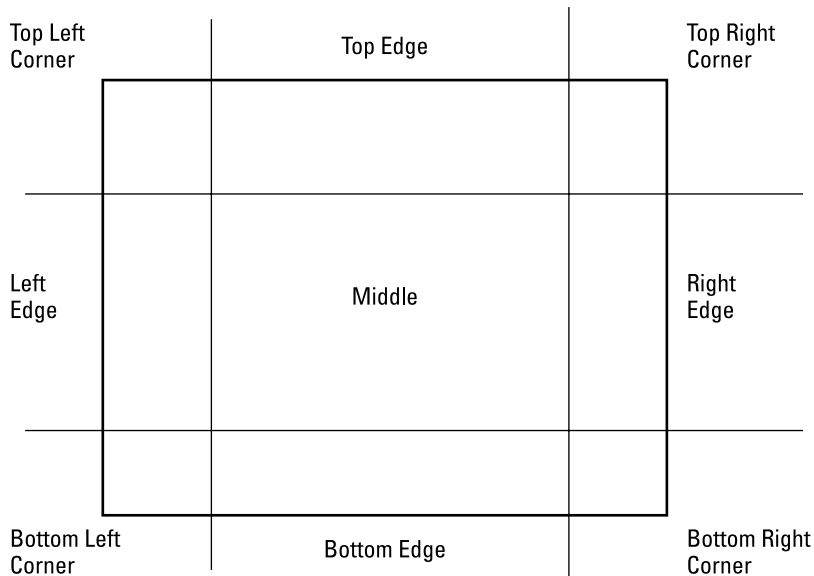 Top Left
Corner
Top Edge
Top Right
Corner
Left
Edge
Middle
Right
Edge
Bottom Left
Corner
Bottom Edge
Bottom Right
Corner